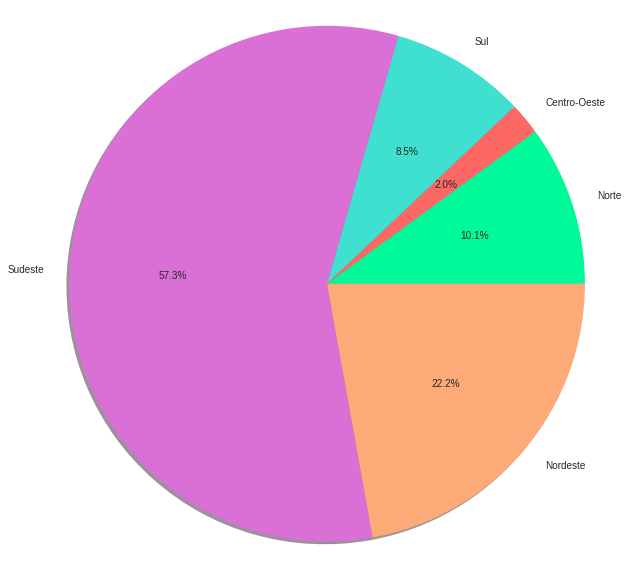 Sul
Centro-Oeste
8.5%
2.0%
Norte
10.1%
Sudeste
57.3%
22.2%
Nordeste